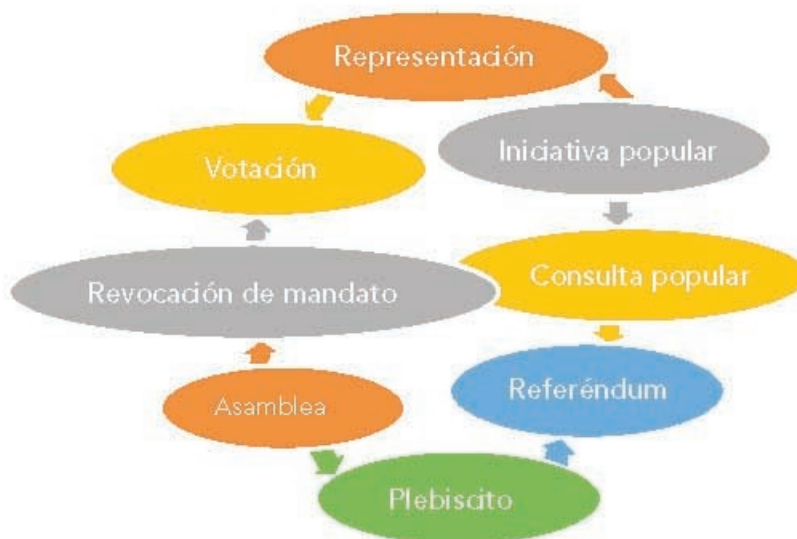 Representación
Iniciativa popular
Votación
Consulta popular
Revocación de mandato
Referéndum
Asamblea
Plebiscito